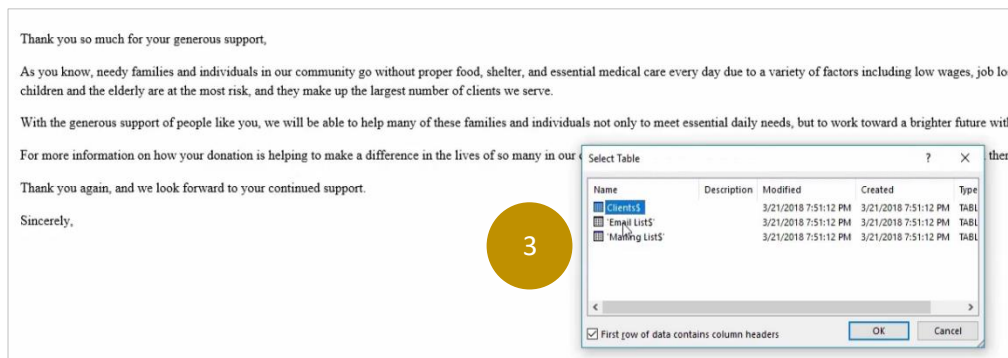 Thank you so much for your generous support,
As you know, needy families and individuals in our community go without proper food, shelter, and essential medical care every day due to a variety of factors including low wages, job lo
children and the elderly are at the most risk, and they make up the largest number of clients we serve.
With the generous support of people like you, we will be able to help many of these families and individuals not only to meet essential daily needs, but to work toward a brighter future with
For more information on how your donation is helping to make a difference in the lives of so many in our
Thank you again, and we look forward to your continued support.
Sincerely,
3
Select Table ? ×
Name Description Modified Created Type
Clients$ 3/21/2018 7:51:12 PM 3/21/2018 7:51:12 PM TABL
'Email List$' 3/21/2018 7:51:12 PM 3/21/2018 7:51:12 PM TABL
'Mailing List$' 3/21/2018 7:51:12 PM 3/21/2018 7:51:12 PM TABL
First row of data contains column headers
OK Cancel